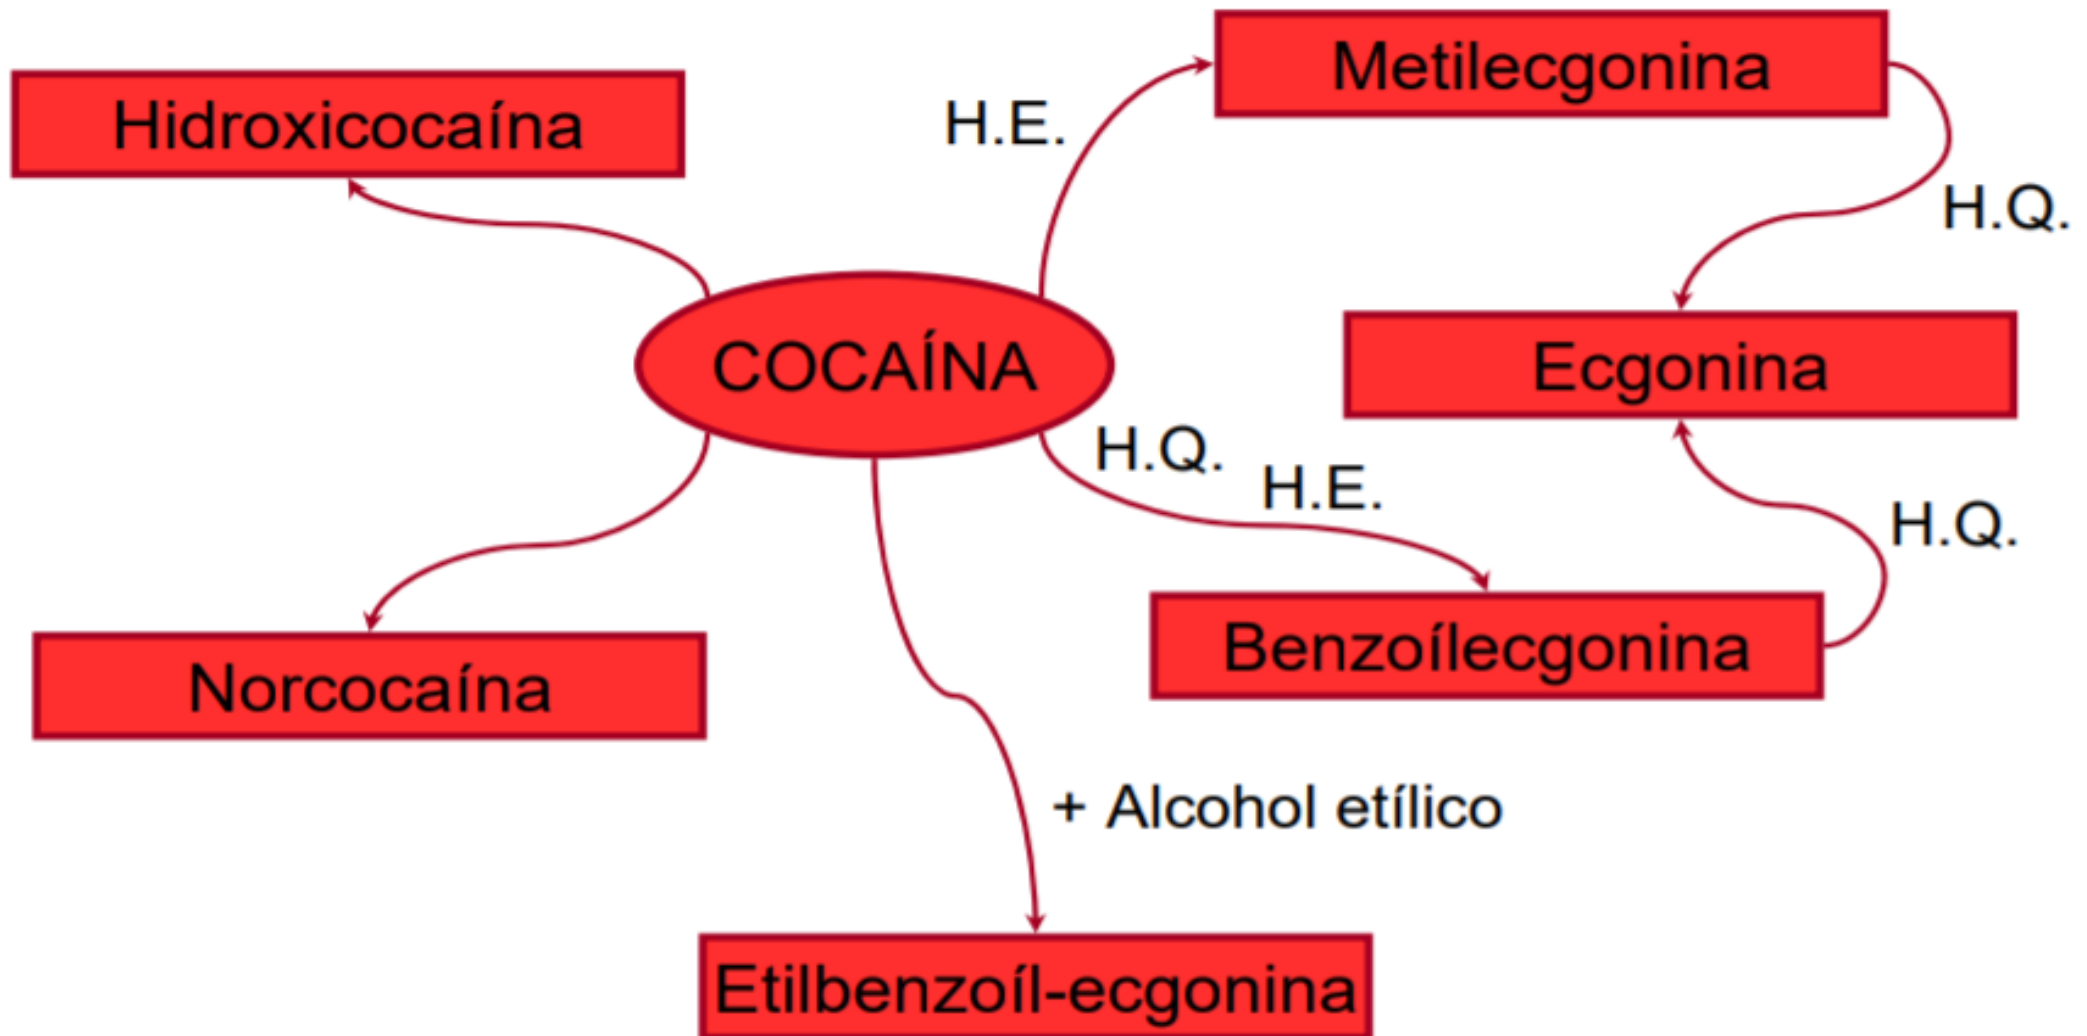 Metilecgonina
Hidroxicocaína
H.E.
H.Q.
COCAÍNA
Ecgonina
H.Q.
H.E.
H.Q.
Benzoílecgonina
Norcocaína
+ Alcohol etílico
Etilbenzoíl-ecgonina